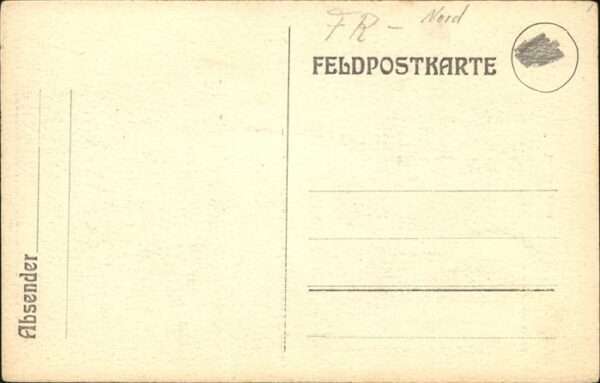 FR - Nord
FELDPOSTKARTE
Absender